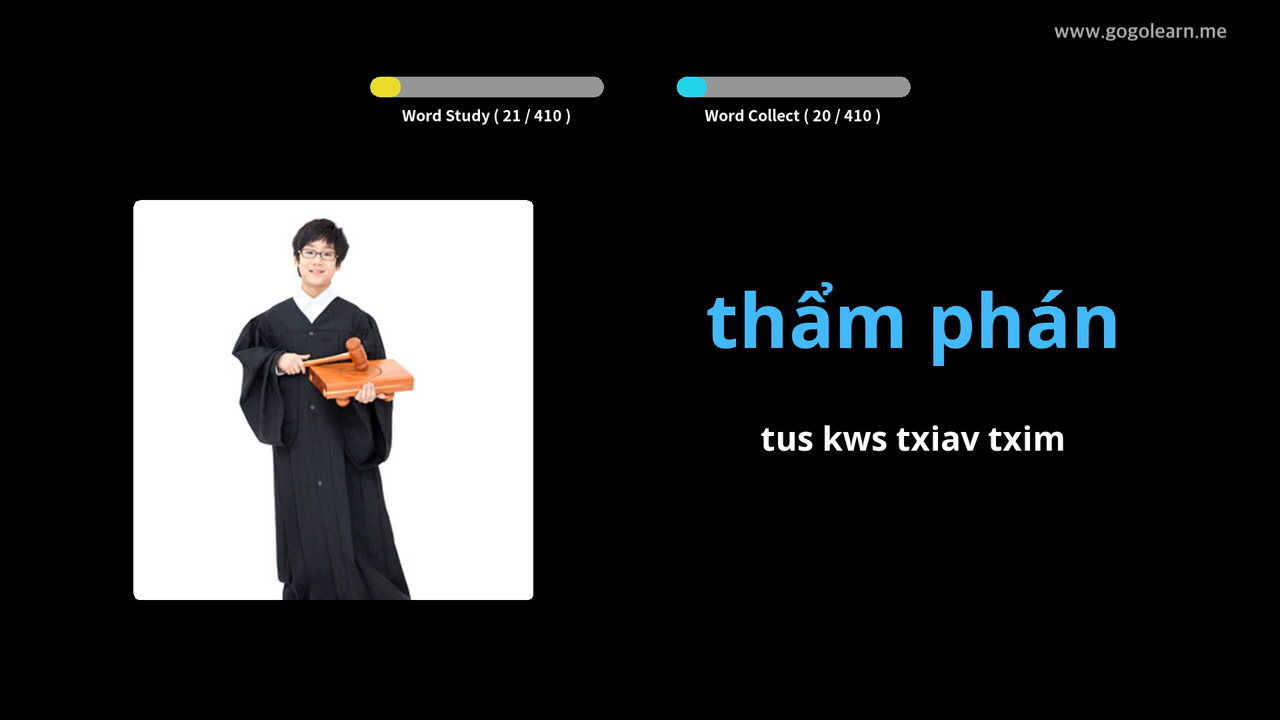 www.gogolearn.me
Word Study ( 21 / 410 )
Word Collect ( 20 / 410 )
thẩm phán
tus kws txiav txim